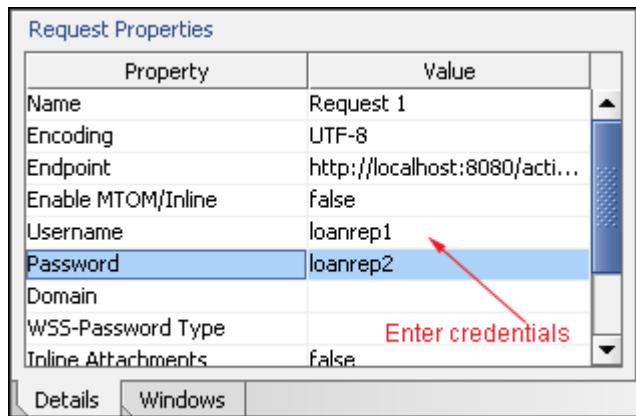 Request Properties
Property Value
Name Request 1
Encoding UTF-8
Endpoint http://localhost:8080/acti...
Enable MTOM/Inline false
Username loanrep1
Password loanrep2
Domain
WSS-Password Type
Enter credentials
Inline Attachments false
Details Windows